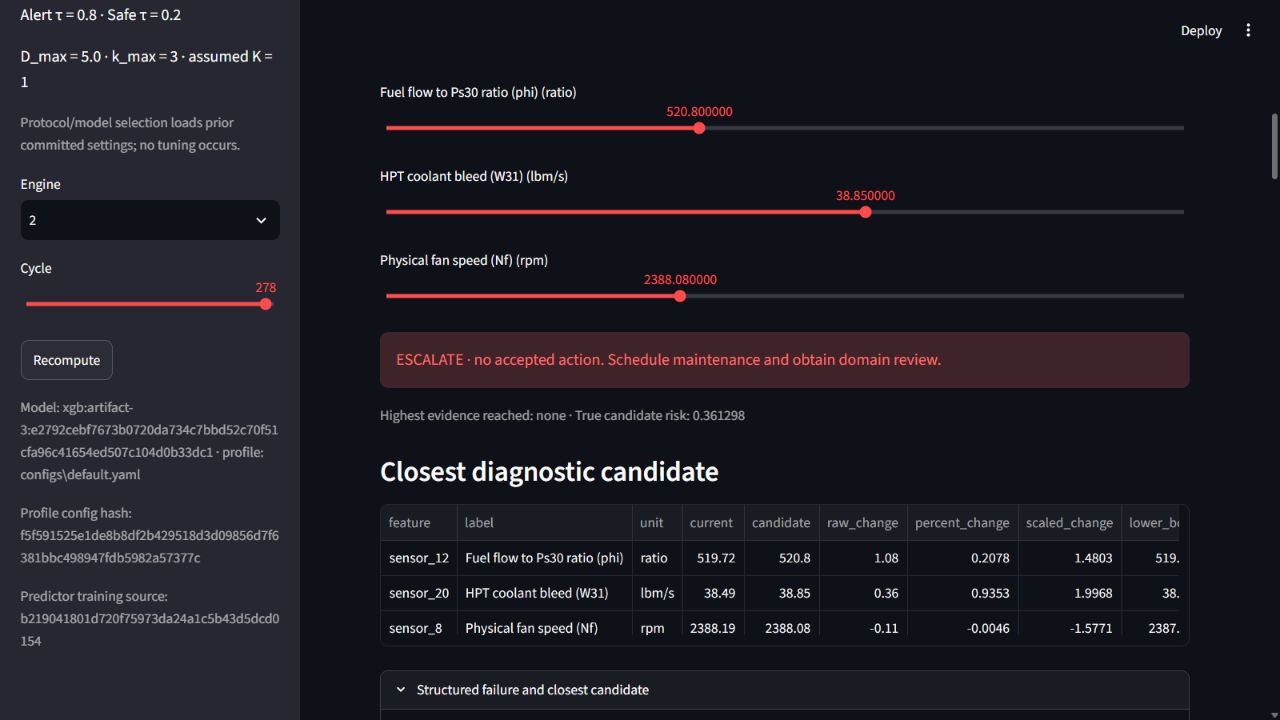 Alert τ = 0.8 · Safe τ = 0.2
D_max = 5.0 · k_max = 3 · assumed K =
1
Protocol/model selection loads prior
committed settings; no tuning occurs.
Engine
2
Cycle
278
Recompute
Model: xgb:artifact-
3:e2792cebf7673b0720da734c7bbd52c70f51
cfa96c41654ed507c104d0b33dc1 · profile:
configs\default.yaml
Profile config hash:
f5f591525e1de8b8df2b429518d3d09856d7f6
381bbc498947fdb5982a57377c
Predictor training source:
b219041801d720f75973da24a1c5b43d5dcd0
154
Deploy
Fuel flow to Ps30 ratio (phi) (ratio)
520.800000
HPT coolant bleed (W31) (lbm/s)
38.850000
Physical fan speed (Nf) (rpm)
2388.080000
ESCALATE · no accepted action. Schedule maintenance and obtain domain review.
Highest evidence reached: none · True candidate risk: 0.361298
Closest diagnostic candidate
feature label unit current candidate raw_change percent_change scaled_change lower_bo
sensor_12 Fuel flow to Ps30 ratio (phi) ratio 519.72 520.8 1.08 0.2078 1.4803 519.
sensor_20 HPT coolant bleed (W31) lbm/s 38.49 38.85 0.36 0.9353 1.9968 38.
sensor_8 Physical fan speed (Nf) rpm 2388.19 2388.08 -0.11 -0.0046 -1.5771 2387.
Structured failure and closest candidate